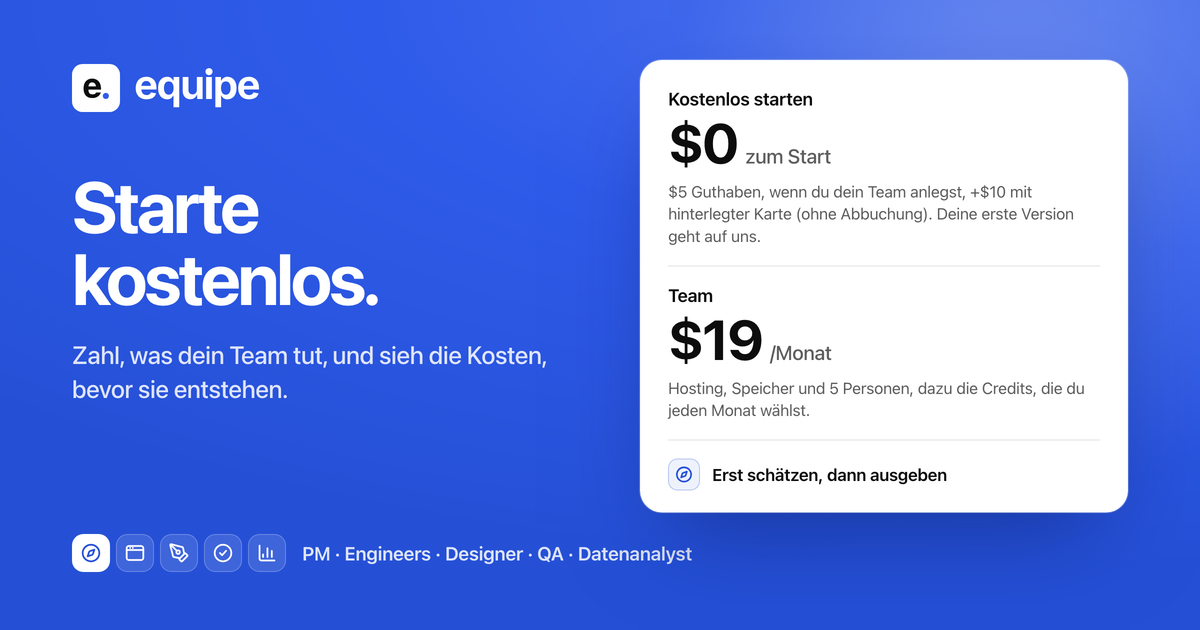 e.
equipe
Starte
kostenlos.
Zahl, was dein Team tut, und sieh die Kosten,
bevor sie entstehen.
Kostenlos starten
$0 zum Start
$5 Guthaben, wenn du dein Team anlegst, +$10 mit
hinterlegter Karte (ohne Abbuchung). Deine erste Version
geht auf uns.
Team
$19 /Monat
Hosting, Speicher und 5 Personen, dazu die Credits, die du
jeden Monat wählst.
Erst schätzen, dann ausgeben
PM · Engineers · Designer · QA · Datenanalyst